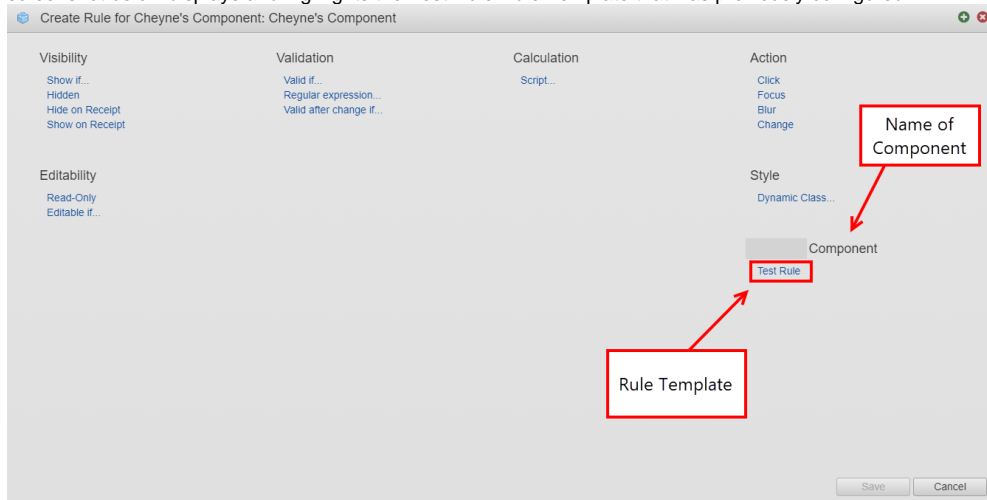 Create Rule for Cheyne's Component: Cheyne's Component
Visibility
Show if...
Hidden
Hide on Receipt
Show on Receipt
Validation
Valid if...
Regular expression...
Valid after change if...
Calculation
Script...
Action
Click
Focus
Blur
Change
Name of
Component
Editability
Read-Only
Editable if...
Style
Dynamic Class...
Component
Test Rule
Rule Template
Save
Cancel